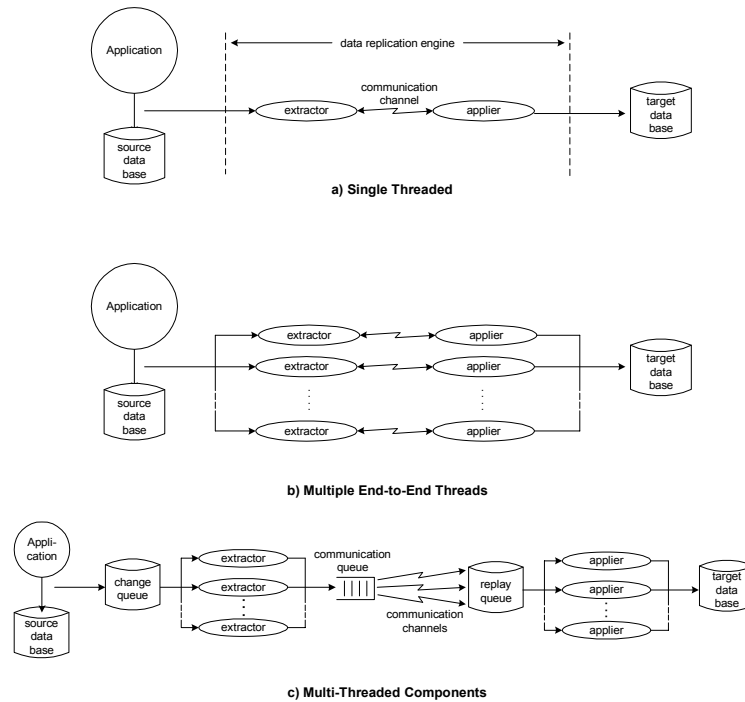 Application
data replication engine
communication
channel
extractor
applier
source
data
base
target
data
base
a) Single Threaded
Application
extractor
applier
extractor
applier
extractor
applier
source
data
base
target
data
base
b) Multiple End-to-End Threads
Appli-
cation
source
data
base
change
queue
extractor
extractor
extractor
communication
queue
communication
channels
replay
queue
applier
applier
applier
target
data
base
c) Multi-Threaded Components